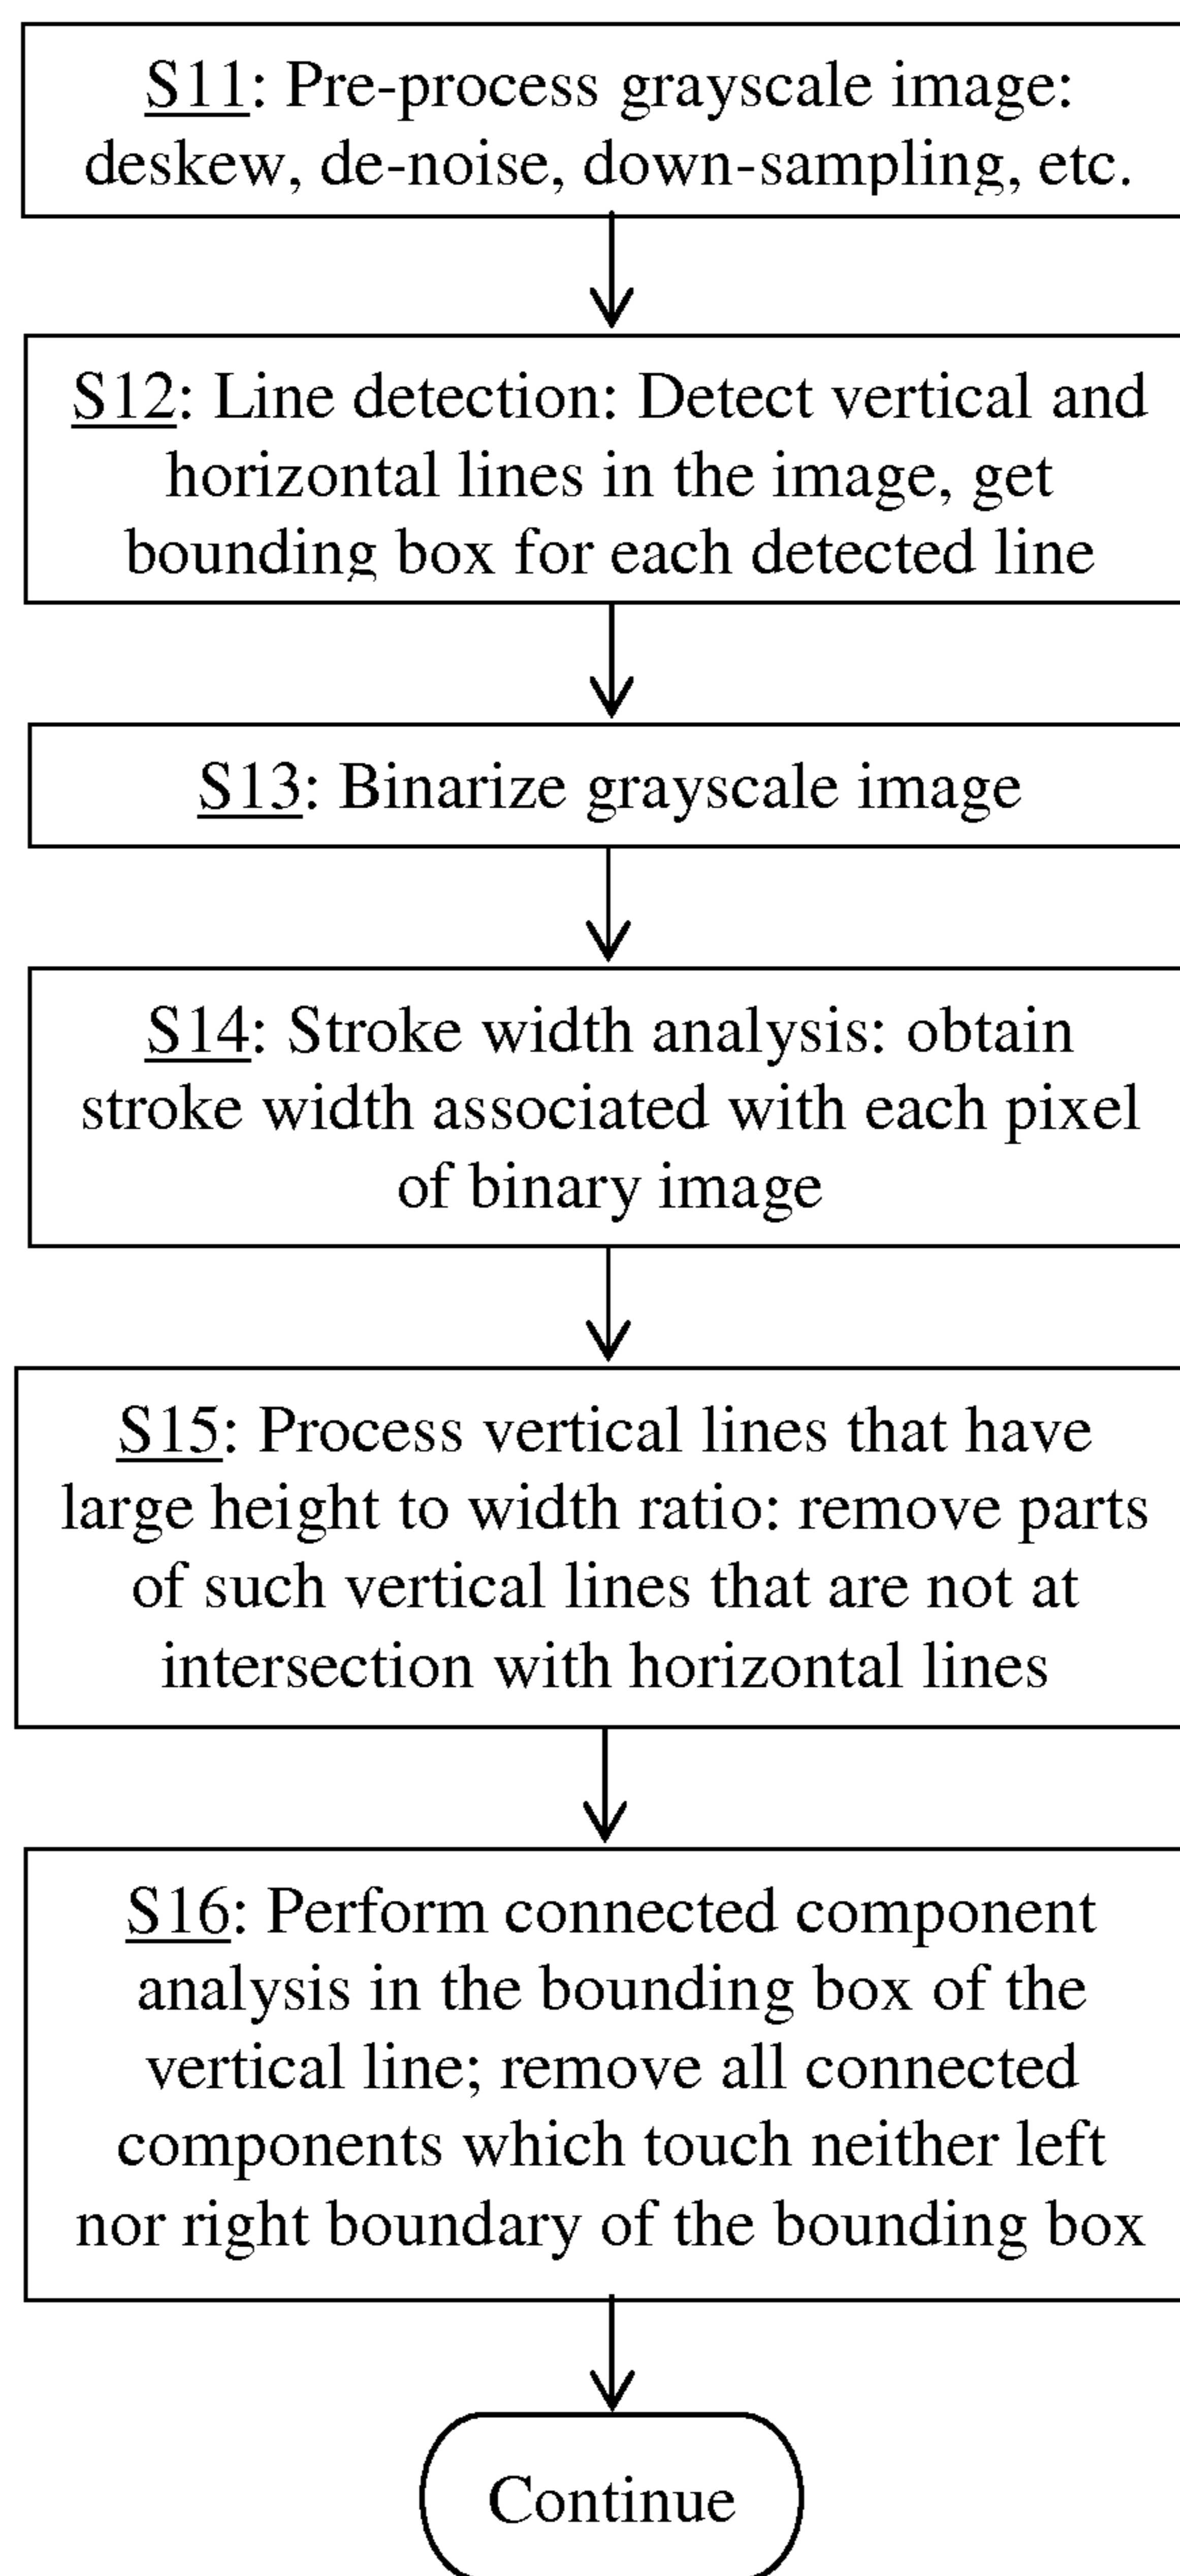 S11: Pre-process grayscale image:
deskew, de-noise, down-sampling, etc.
S12: Line detection: Detect vertical and
horizontal lines in the image, get
bounding box for each detected line
S13: Binarize grayscale image
S14: Stroke width analysis: obtain
stroke width associated with each pixel
of binary image
S15: Process vertical lines that have
large height to width ratio: remove parts
of such vertical lines that are not at
intersection with horizontal lines
S16: Perform connected component
analysis in the bounding box of the
vertical line; remove all connected
components which touch neither left
nor right boundary of the bounding box
Continue